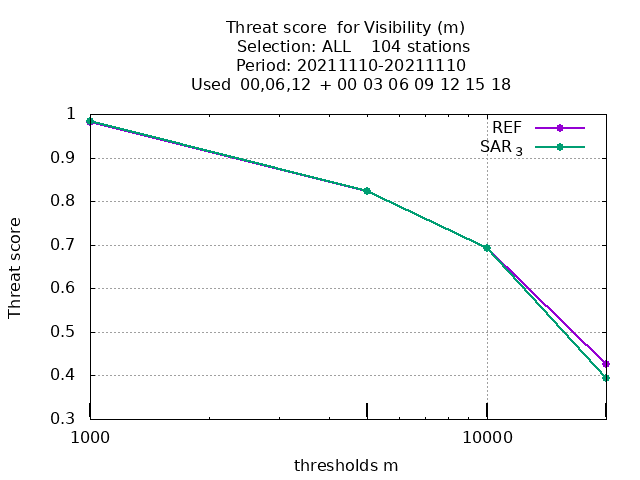 Threat score  for Visibility (m)
Selection: ALL    104 stations
Period: 20211110-20211110
Used  00,06,12  + 00 03 06 09 12 15 18
REF
SAR 3
1
0.9
0.8
0.7
0.6
0.5
0.4
0.3
Threat score
1000
10000
thresholds m